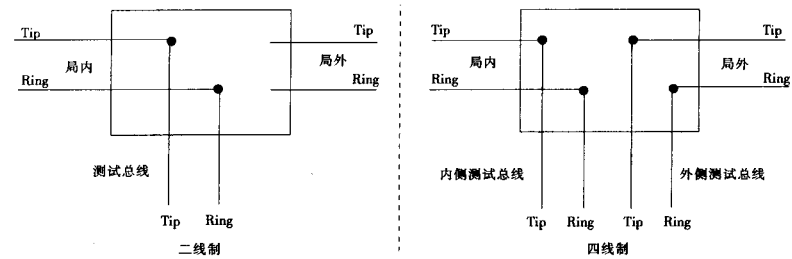 Tip
Ring
局内
Tip
局外
Ring
测试总线
Tip Ring
二线制
Tip
局内
Ring
Tip
局外
Ring
内侧测试总线
外侧测试总线
Tip Ring Tip Ring
四线制